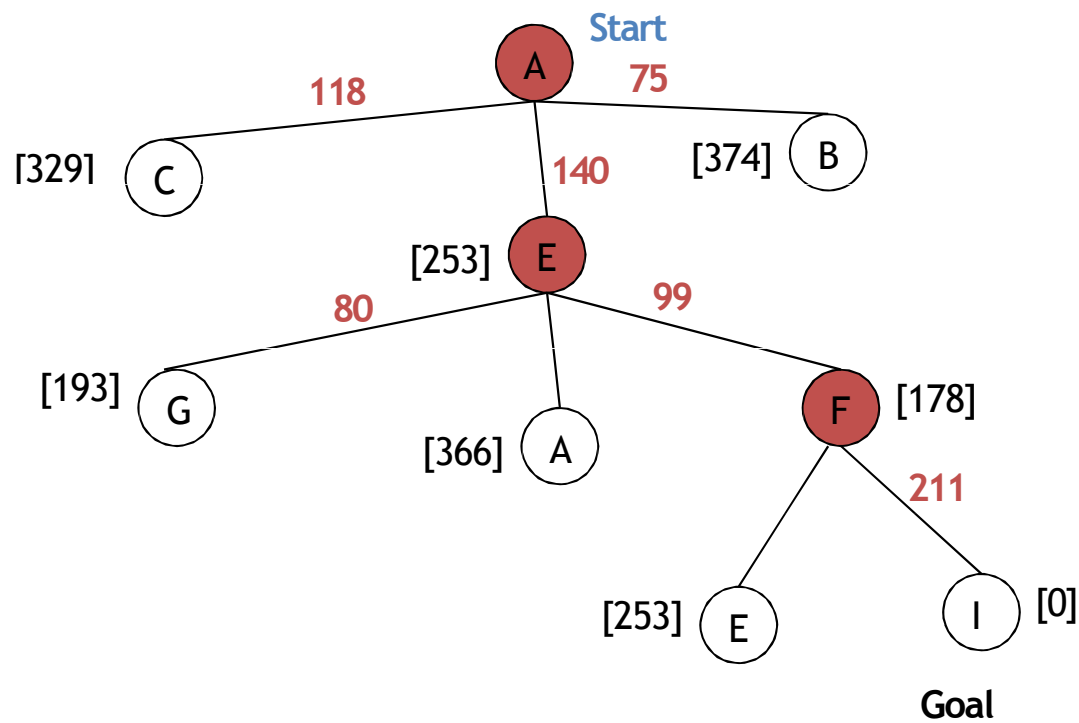 Start
A
75
118
[329]
C
140
[374]
B
[253]
E
80
99
[193]
G
[366]
A
F
[178]
211
[253]
E
I
[0]
Goal